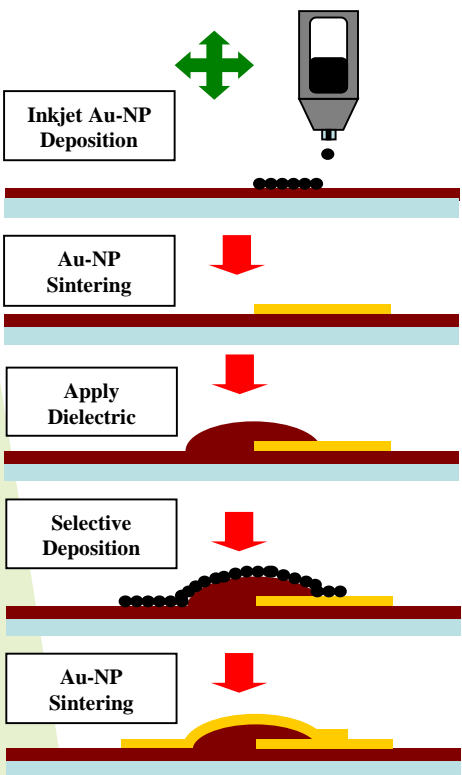 Inkjet Au-NP
Deposition
Au-NP
Sintering
Apply
Dielectric
Selective
Deposition
Au-NP
Sintering